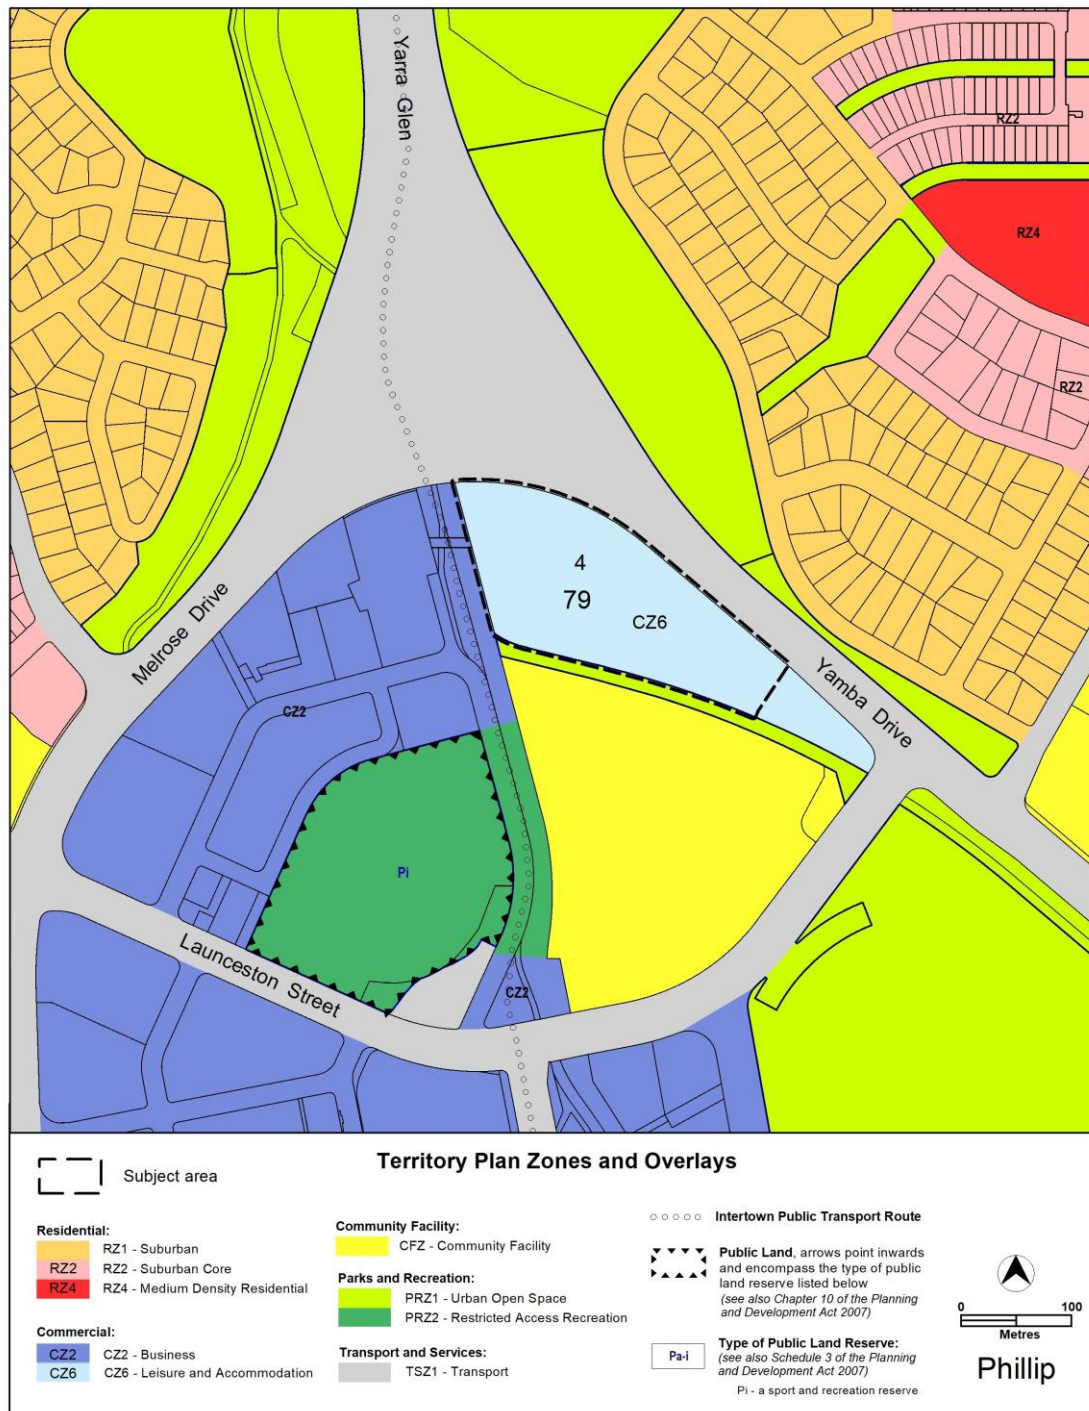 Yarra Glen
RZ2
RZ4
RZ2
4
79
CZ6
Melrose Drive
Yamba Drive
CZ2
Pi
Launceston Street
CZ2
Territory Plan Zones and Overlays
Subject area
Residential:
RZ1 - Suburban
RZ2 RZ2 - Suburban Core
RZ4 RZ4 - Medium Density Residential
Commercial:
CZ2 CZ2 - Business
CZ6 CZ6 - Leisure and Accommodation
Community Facility:
CFZ - Community Facility
Parks and Recreation:
PRZ1 - Urban Open Space
PRZ2 - Restricted Access Recreation
Transport and Services:
TSZ1 - Transport
Intertown Public Transport Route
Public Land, arrows point inwards
and encompass the type of public
land reserve listed below
(see also Chapter 10 of the Planning
and Development Act 2007)
Pa-i
Type of Public Land Reserve:
(see also Schedule 3 of the Planning
and Development Act 2007)
Pi - a sport and recreation reserve
0 100
Metres
Phillip